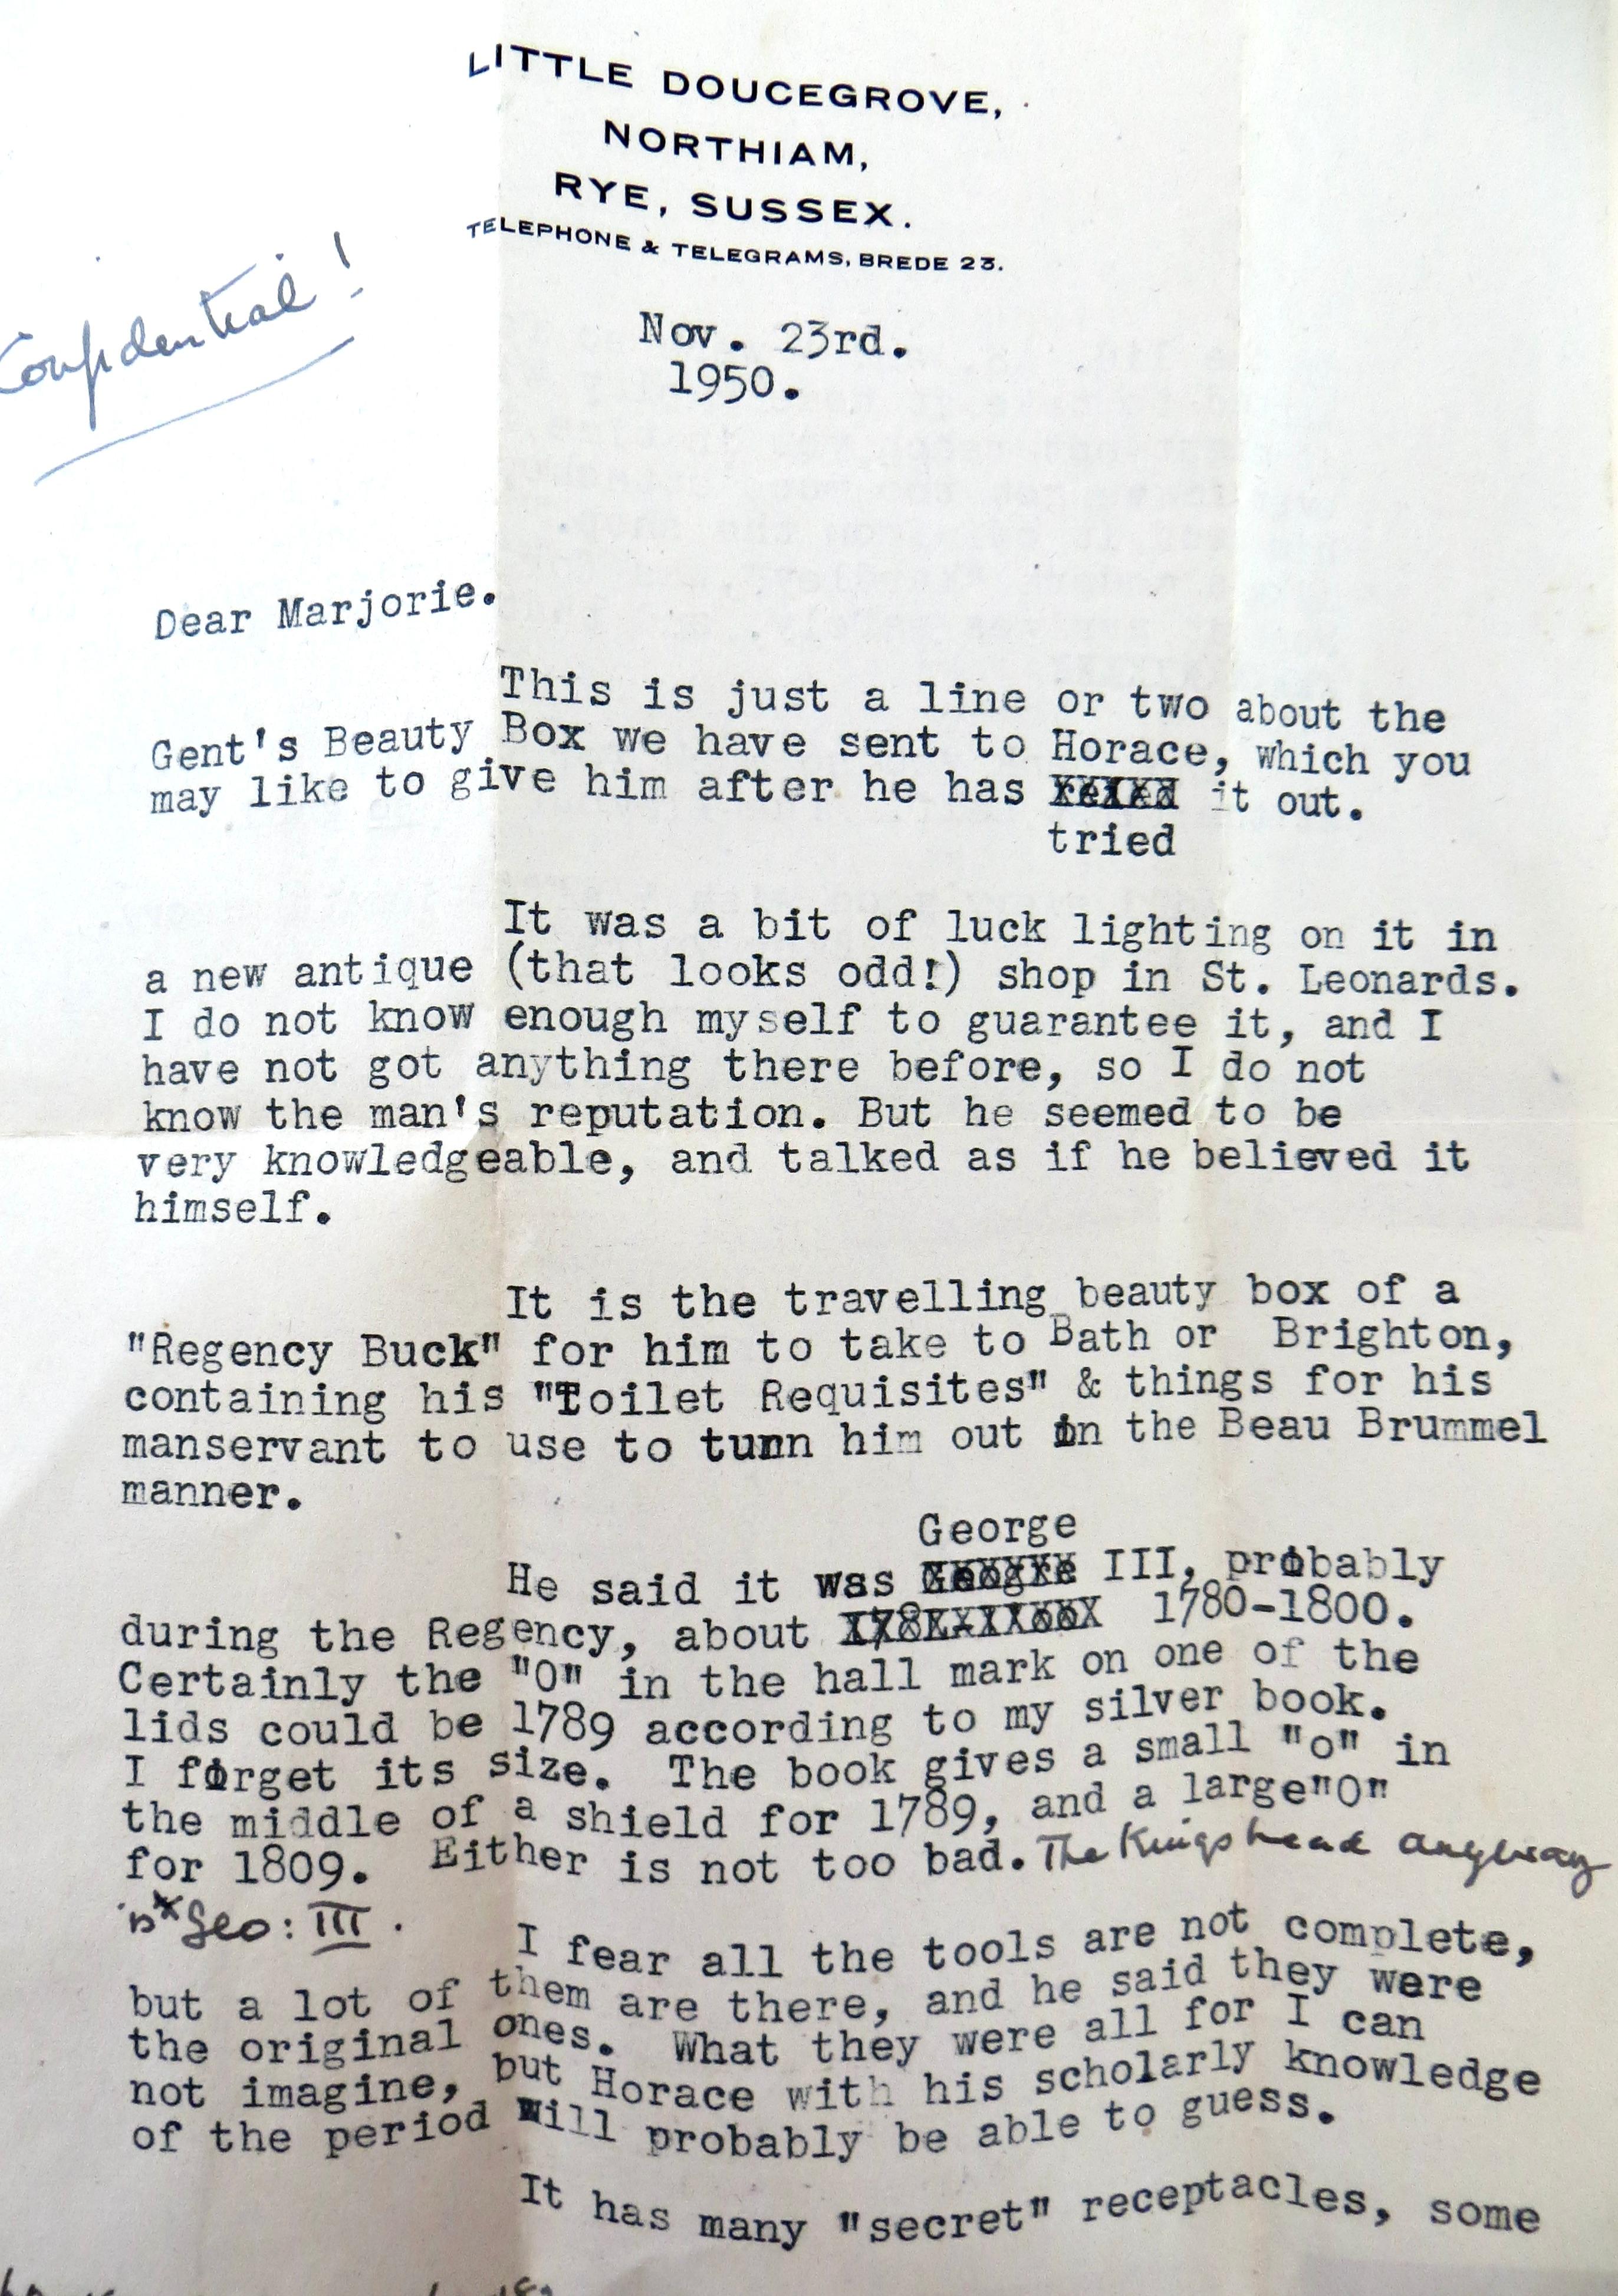 LITTLE DOUCEGROVE,
NORTHIAM,
RYE, SUSSEX.
TELEPHONE & TELEGRAMS, BREDE 23.
Confidential!
Nov. 23rd.
1950.
Dear Marjorie.
This is just a line or two about the
Gent's Beauty Box we have sent to Horace, which you
may like to give him after he has it out.
tried
It was a bit of luck lighting on it in
a new antique (that looks odd!) shop in St. Leonards.
I do not know enough myself to guarantee it, and I
have not got anything there before, so I do not
know the man's reputation. But he seemed to be
very knowledgeable, and talked as if he believed it
himself.
It is the travelling beauty box of a
"Regency Buck" for him to take to Bath or Brighton,
containing his "Toilet Requisites" & things for his
manservant to use to turn him out in the Beau Brummel
manner.
George
He said it was III, probably
during the Regency, about 1780-1800.
Certainly the "O" in the hall mark on one of the
lids could be 1789 according to my silver book.
I forget its size. The book gives a small "o" in
the middle of a shield for 1789, and a large"O"
for 1809. Either is not too bad. The Kings head anyway
is Geo: III.
I fear all the tools are not complete,
but a lot of them are there, and he said they were
the original ones. What they were all for I can
not imagine, but Horace with his scholarly knowledge
of the period will probably be able to guess.
It has many "secret" receptacles, some